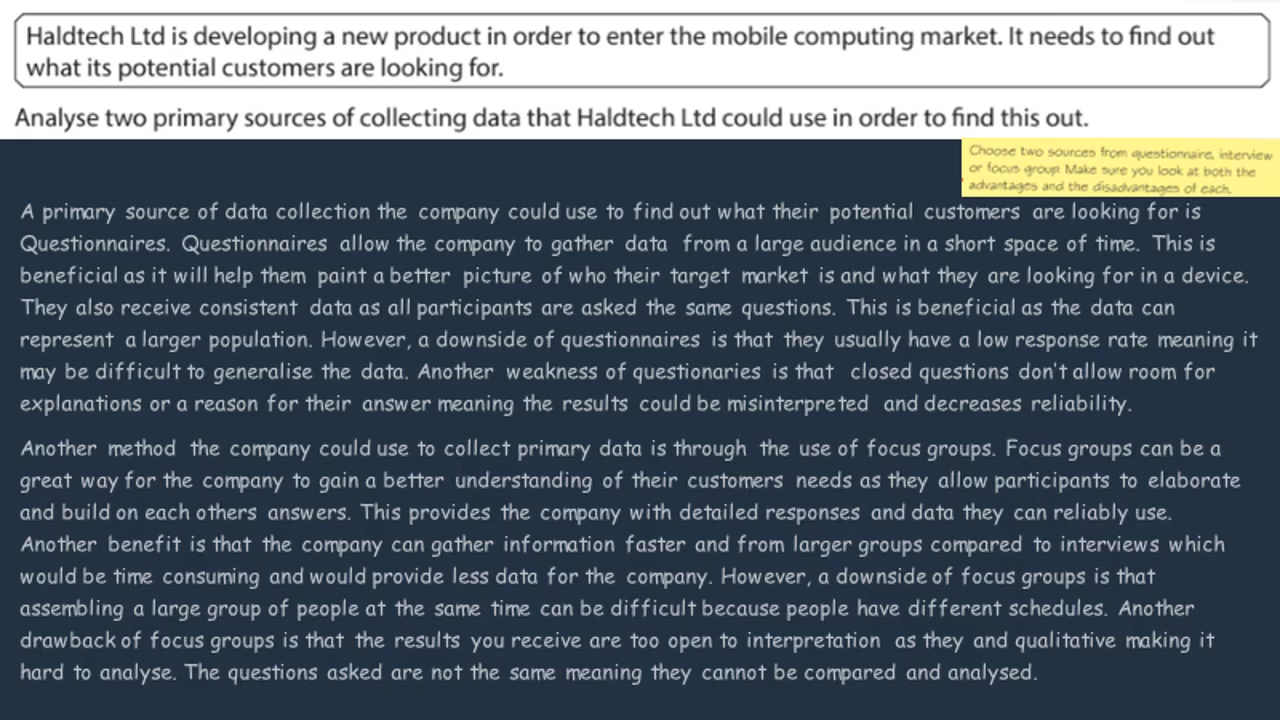 Haldtech Ltd is developing a new product in order to enter the mobile computing market. It needs to find out
what its potential customers are looking for.
Analyse two primary sources of collecting data that Haldtech Ltd could use in order to find this out.
Choose two sources from questionnaire, interview
or focus group. Make sure you look at both the
advantages and the disadvantages of each.
A primary source of data collection the company could use to find out what their potential customers are looking for is
Questionnaires. Questionnaires allow the company to gather data from a large audience in a short space of time. This is
beneficial as it will help them paint a better picture of who their target market is and what they are looking for in a device.
They also receive consistent data as all participants are asked the same questions. This is beneficial as the data can
represent a larger population. However, a downside of questionnaires is that they usually have a low response rate meaning it
may be difficult to generalise the data. Another weakness of questionaries is that closed questions don't allow room for
explanations or a reason for their answer meaning the results could be misinterpreted and decreases reliability.
Another method the company could use to collect primary data is through the use of focus groups. Focus groups can be a
great way for the company to gain a better understanding of their customers needs as they allow participants to elaborate
and build on each others answers. This provides the company with detailed responses and data they can reliably use.
Another benefit is that the company can gather information faster and from larger groups compared to interviews which
would be time consuming and would provide less data for the company. However, a downside of focus groups is that
assembling a large group of people at the same time can be difficult because people have different schedules. Another
drawback of focus groups is that the results you receive are too open to interpretation as they and qualitative making it
hard to analyse. The questions asked are not the same meaning they cannot be compared and analysed.